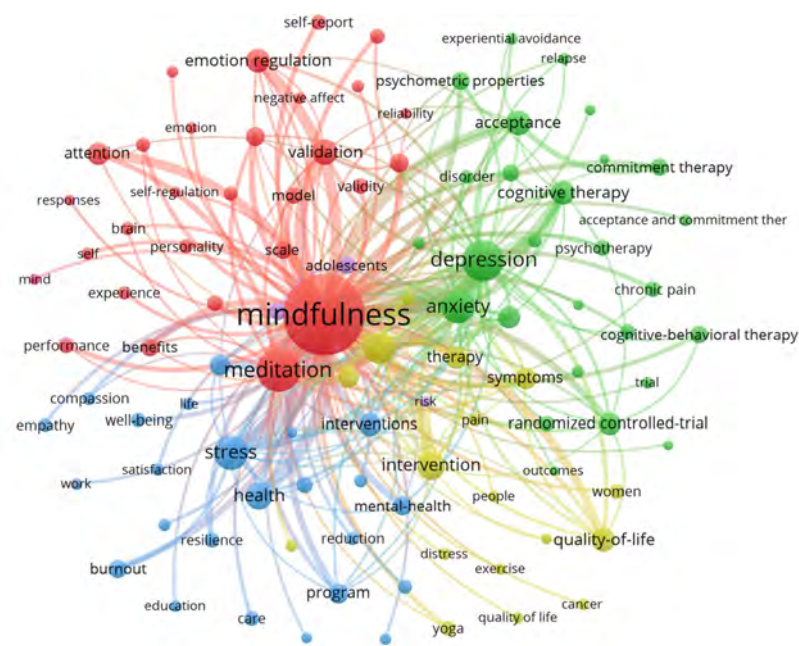 self-report
experiential avoidance
emotion regulation
relapse
psychometric properties
negative affect
reliability
acceptance
emotion
attention
validation
commitment therapy
disorder
responses
self-regulation
model
validity
cognitive therapy
acceptance and commitment ther
brain
self
personality
scale
psychotherapy
adolescents
depression
mind
experience
chronic pain
mindfulness
anxiety
cognitive-behavioral therapy
performance
benefits
therapy
meditation
symptoms
trial
compassion
life
risk
empathy
well-being
interventions
pain
randomized controlled-trial
stress
work
satisfaction
intervention
outcomes
health
people
women
mental-health
resilience
reduction
quality-of-life
burnout
distress
exercise
program
education
care
cancer
quality of life
yoga